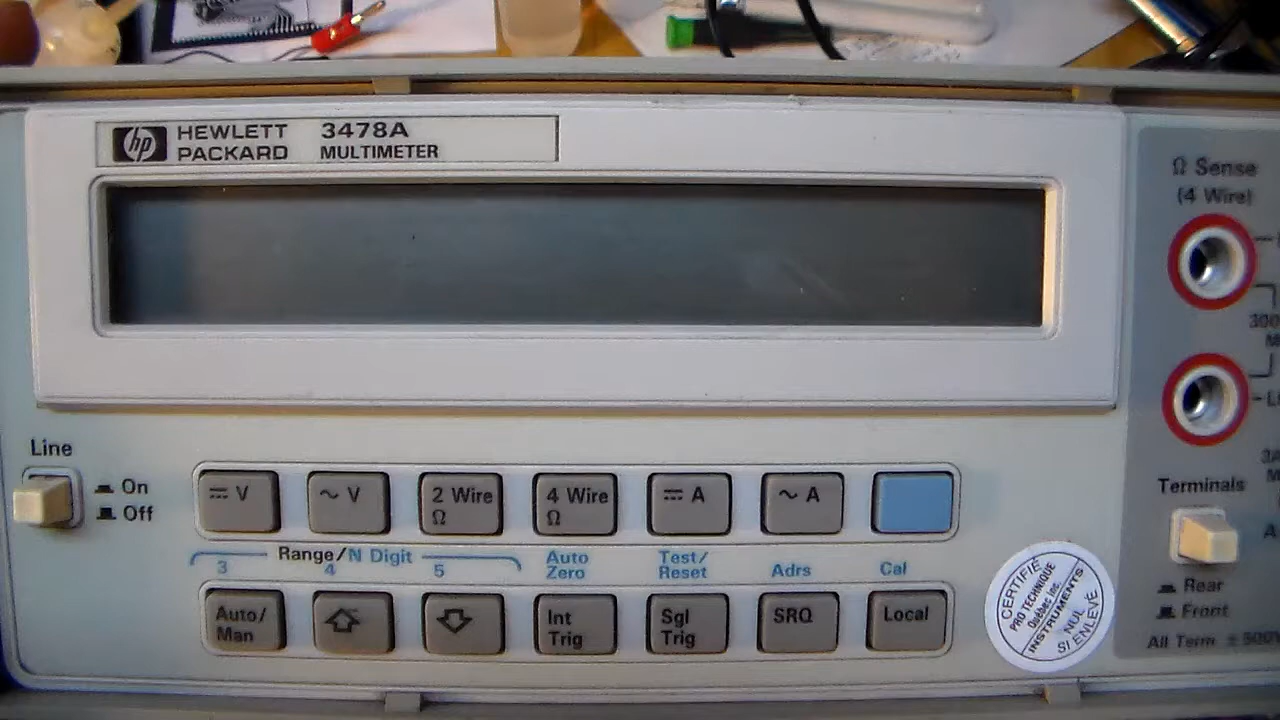 hp HEWLETT PACKARD 3478A MULTIMETER
Ω Sense
(4 Wire)
Line
On
Off
⎓ V
~ V
2 Wire Ω
4 Wire Ω
⎓ A
~ A
Range/N Digit
3
4
5
Auto Zero
Test/ Reset
Adrs
Cal
Auto/ Man
Int Trig
Sgl Trig
SRQ
Local
CERTIFIÉ
PRO TECHNIQUE
Québec inc.
INSTRUMENTS
NUL
S/ ENLEVÉ
Terminals
Rear
Front
All Term